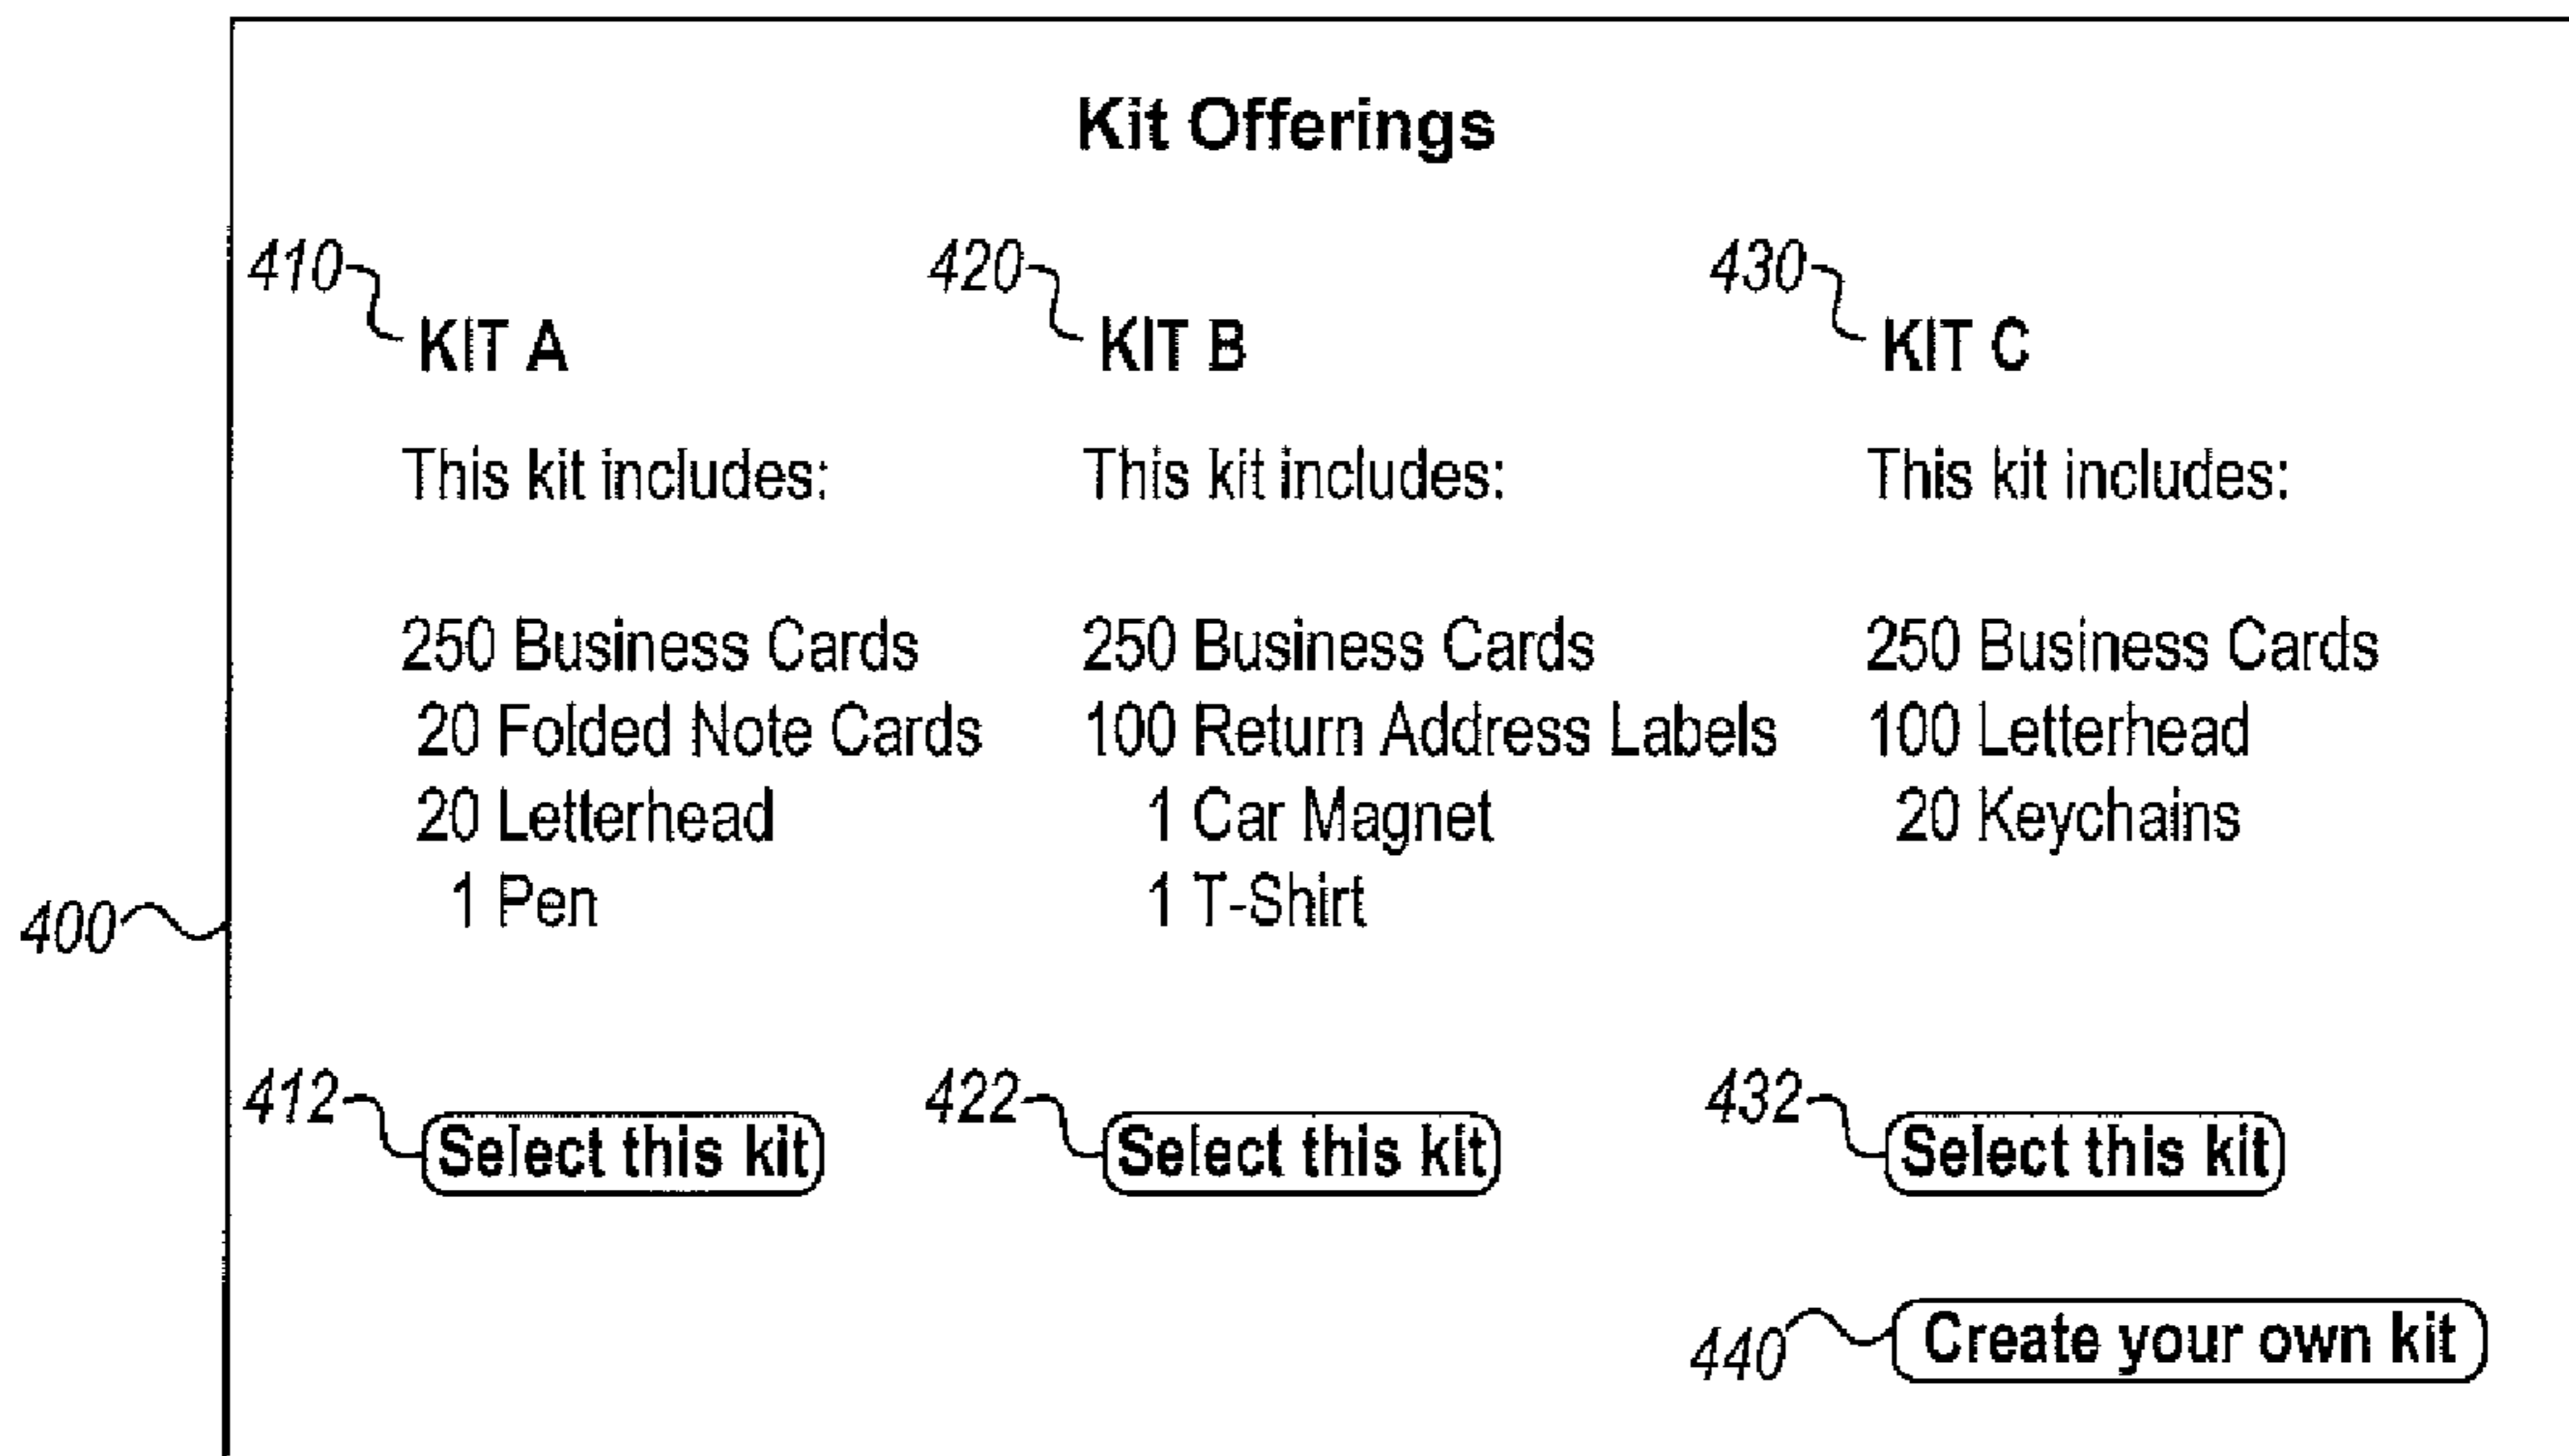 Kit Offerings
410 420 430
KIT A KIT B KIT C
This kit includes: This kit includes: This kit includes:
250 Business Cards 250 Business Cards 250 Business Cards
20 Folded Note Cards 100 Return Address Labels 100 Letterhead
20 Letterhead 1 Car Magnet 20 Keychains
1 Pen 1 T-Shirt
400
412 422 432
Select this kit Select this kit Select this kit
440 Create your own kit